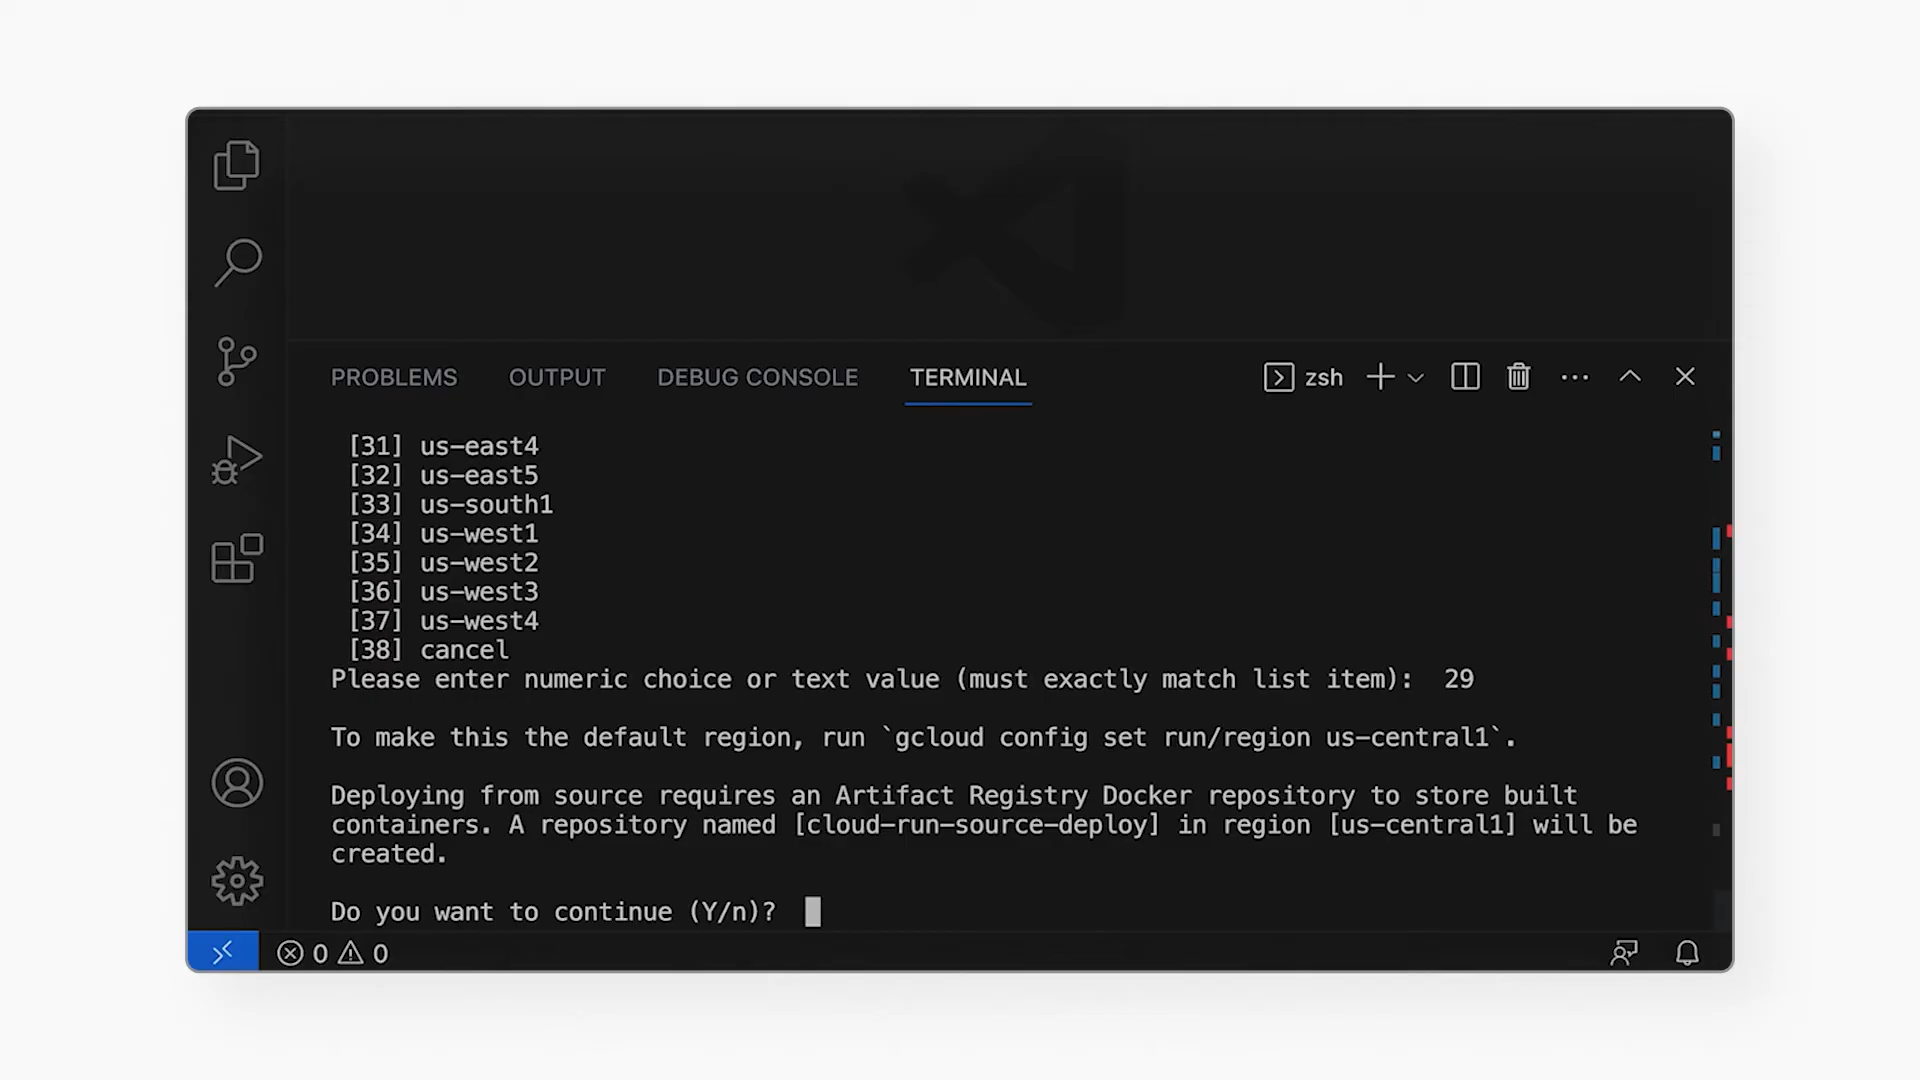 PROBLEMS OUTPUT DEBUG CONSOLE TERMINAL zsh
[31] us-east4
[32] us-east5
[33] us-south1
[34] us-west1
[35] us-west2
[36] us-west3
[37] us-west4
[38] cancel
Please enter numeric choice or text value (must exactly match list item):  29
To make this the default region, run `gcloud config set run/region us-central1`.
Deploying from source requires an Artifact Registry Docker repository to store built
containers. A repository named [cloud-run-source-deploy] in region [us-central1] will be
created.
Do you want to continue (Y/n)?
0 0